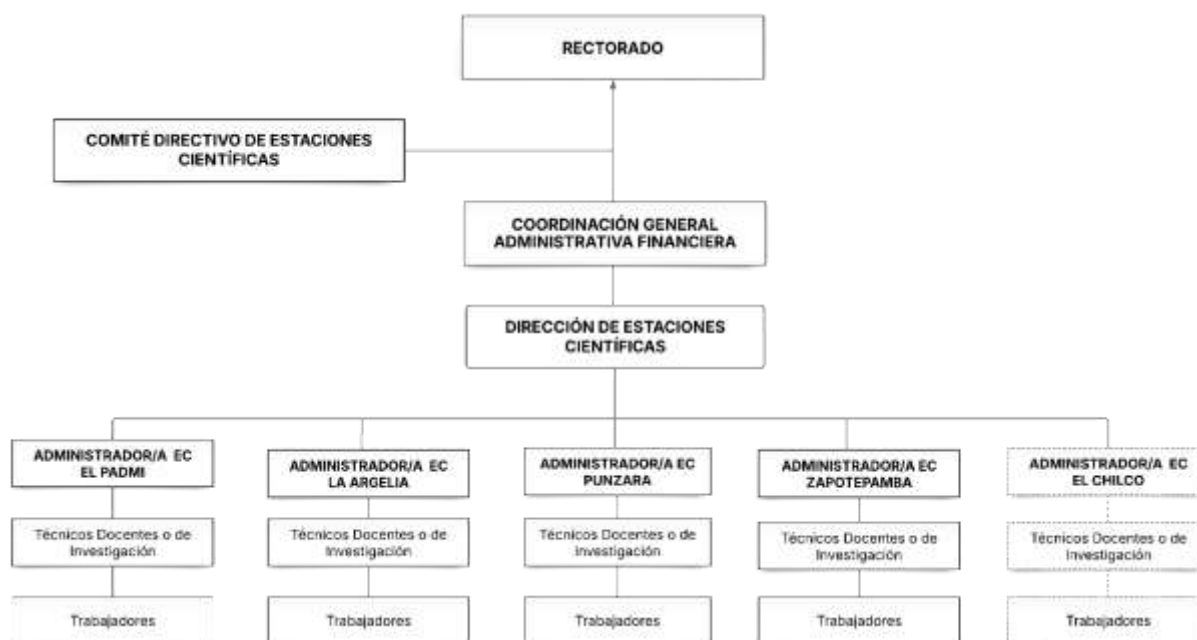 RECTORADO
COMITÉ DIRECTIVO DE ESTACIONES
CIENTÍFICAS
COORDINACIÓN GENERAL
ADMINISTRATIVA FINANCIERA
DIRECCIÓN DE ESTACIONES
CIENTÍFICAS
ADMINISTRADOR/A EC
EL PADMI
ADMINISTRADOR/A EC
LA ARGELIA
ADMINISTRADOR/A EC
PUNZARA
ADMINISTRADOR/A EC
ZAPOTEPAMBA
ADMINISTRADOR/A EC
EL CHILCO
Técnicos Docentes o de
Investigación
Técnicos Docentes o de
Investigación
Técnicos Docentes o de
Investigación
Técnicos Docentes o de
Investigación
Técnicos Docentes o de
Investigación
Trabajadores
Trabajadores
Trabajadores
Trabajadores
Trabajadores